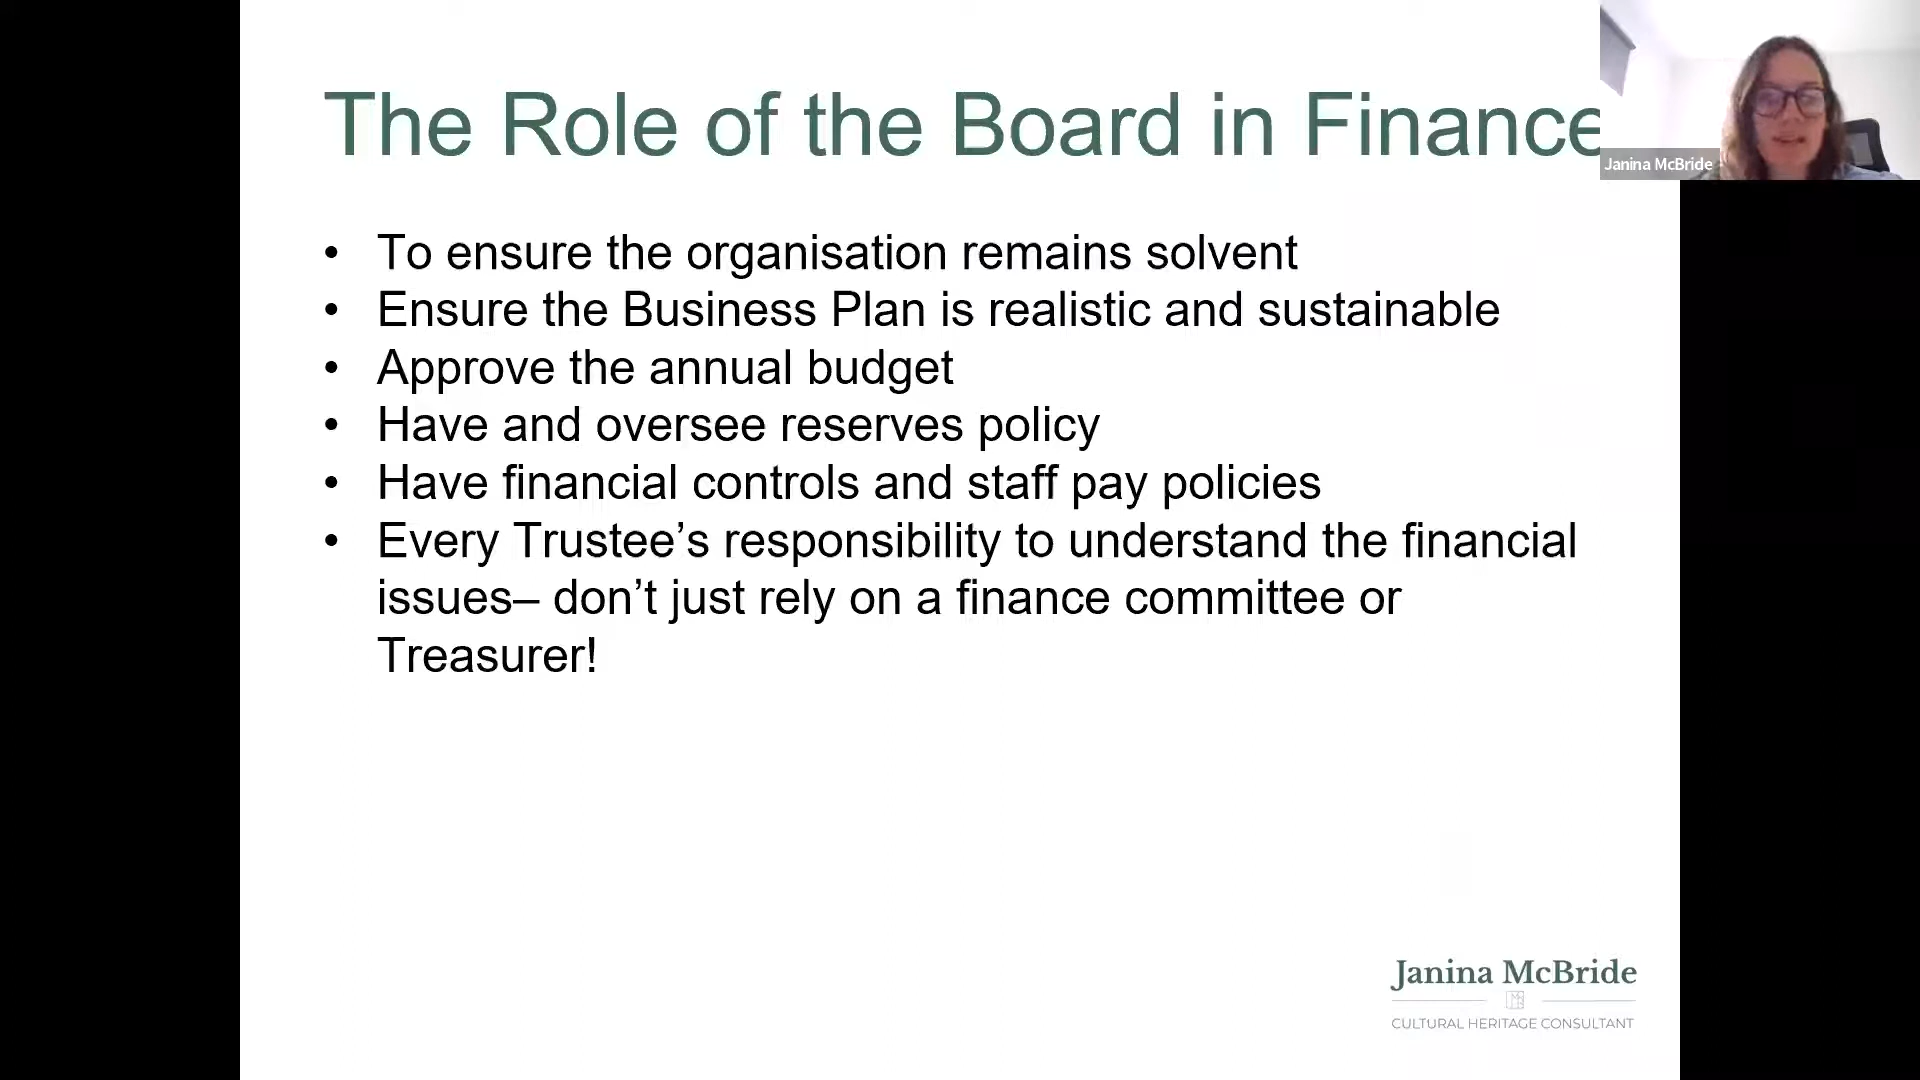 The Role of the Board in Finance
Janina McBride
• To ensure the organisation remains solvent
• Ensure the Business Plan is realistic and sustainable
• Approve the annual budget
• Have and oversee reserves policy
• Have financial controls and staff pay policies
• Every Trustee’s responsibility to understand the financial
issues– don’t just rely on a finance committee or
Treasurer!
Janina McBride
CULTURAL HERITAGE CONSULTANT